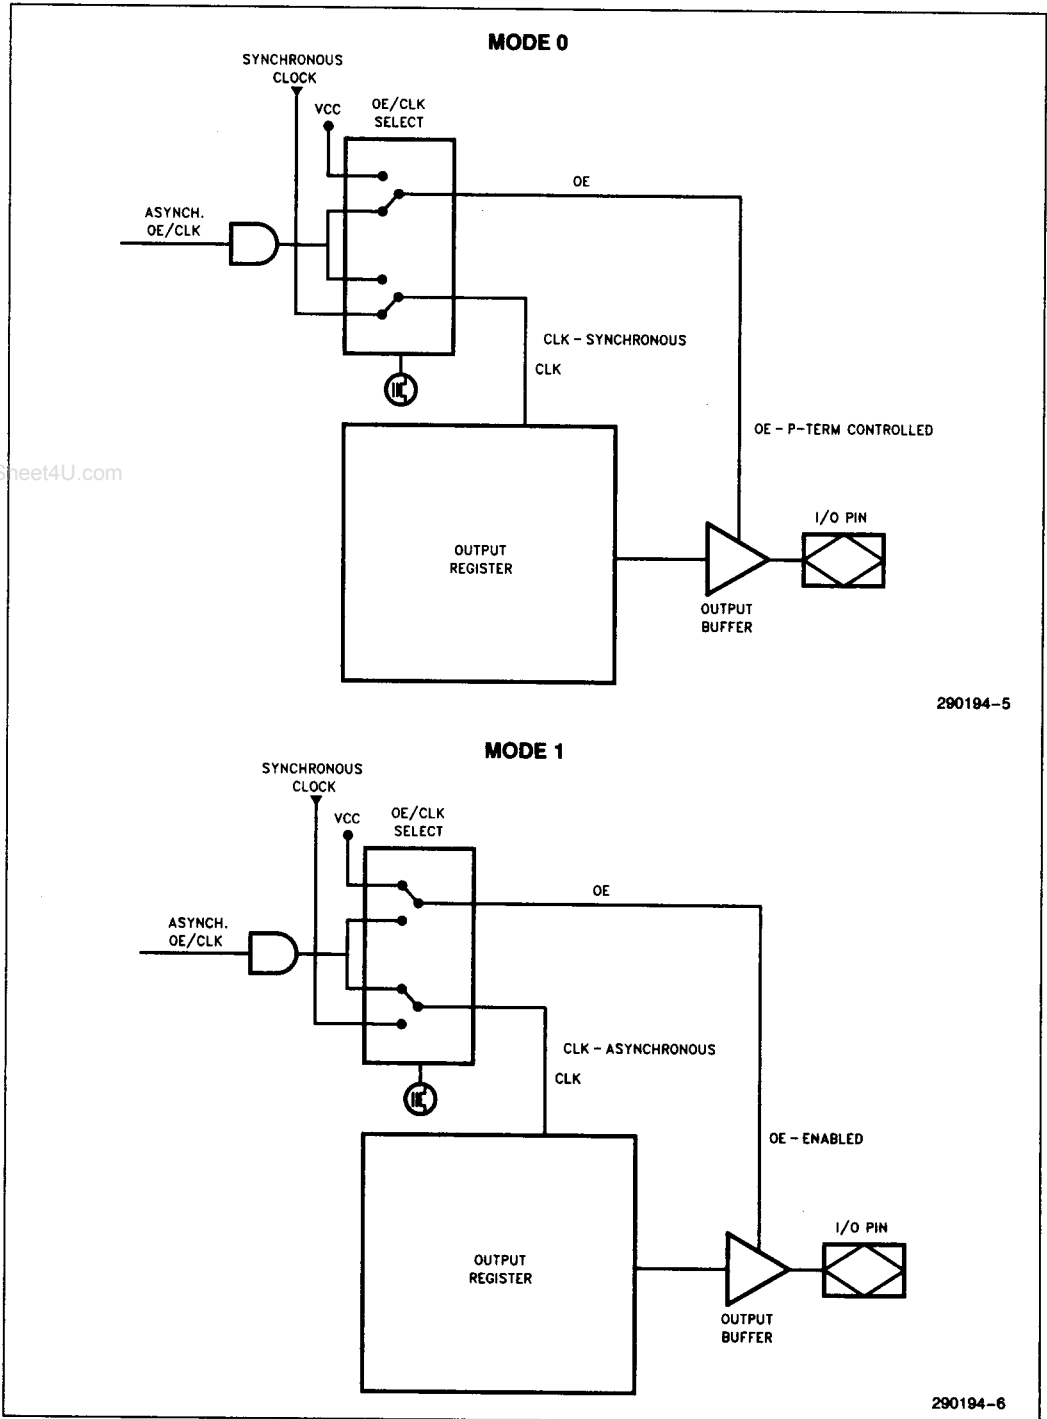 MODE 0
SYNCHRONOUS
CLOCK
VCC
OE/CLK
SELECT
OE
ASYNCH.
OE/CLK
CLK – SYNCHRONOUS
CLK
OE – P-TERM CONTROLLED
Sheet4U.com
I/O PIN
OUTPUT
REGISTER
OUTPUT
BUFFER
290194–5
MODE 1
SYNCHRONOUS
CLOCK
VCC
OE/CLK
SELECT
OE
ASYNCH.
OE/CLK
CLK – ASYNCHRONOUS
CLK
OE – ENABLED
I/O PIN
OUTPUT
REGISTER
OUTPUT
BUFFER
290194–6